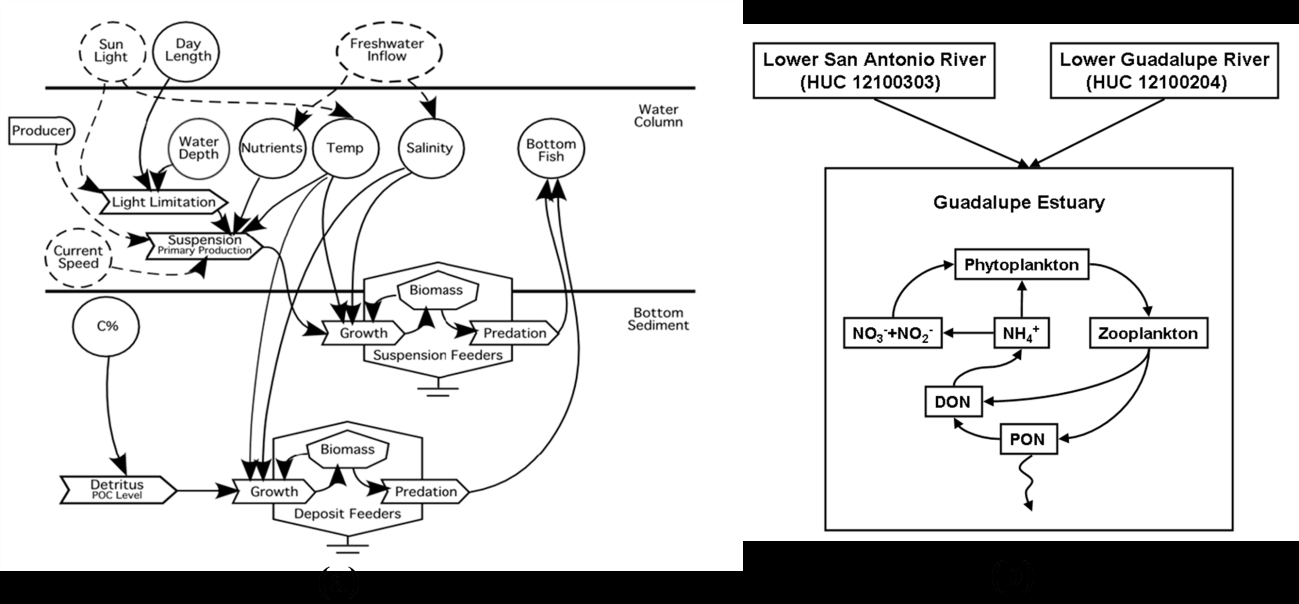 Sun
Light
Day
Length
Freshwater
Inflow
Water
Column
Producer
Water
Depth
Nutrients
Temp
Salinity
Bottom
Fish
Light Limitation
Suspension
Primary Production
Current
Speed
Biomass
Growth
Predation
Suspension Feeders
Bottom
Sediment
C%
Biomass
Detritus
POC Level
Growth
Predation
Deposit Feeders
Lower San Antonio River
(HUC 12100303)
Lower Guadalupe River
(HUC 12100204)
Guadalupe Estuary
Phytoplankton
NO₃⁻+NO₂⁻
NH₄⁺
Zooplankton
DON
PON